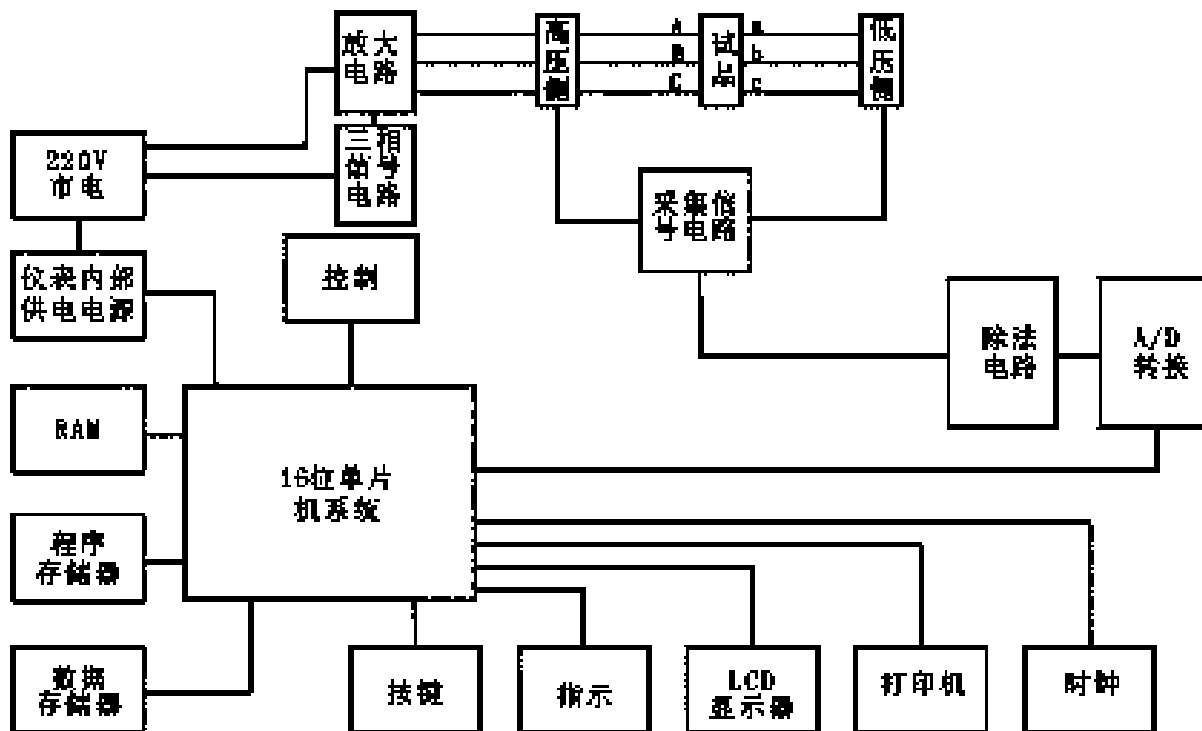 放大
电路
高
压
侧
A
B
C
试
品
a
b
c
低
压
侧
220V
市电
三相
信号
电路
采集信
号电路
仪表内部
供电电源
控制
除法
电路
A/D
转换
RAM
16位单片
机系统
程序
存储器
数据
存储器
按键
指示
LCD
显示器
打印机
时钟